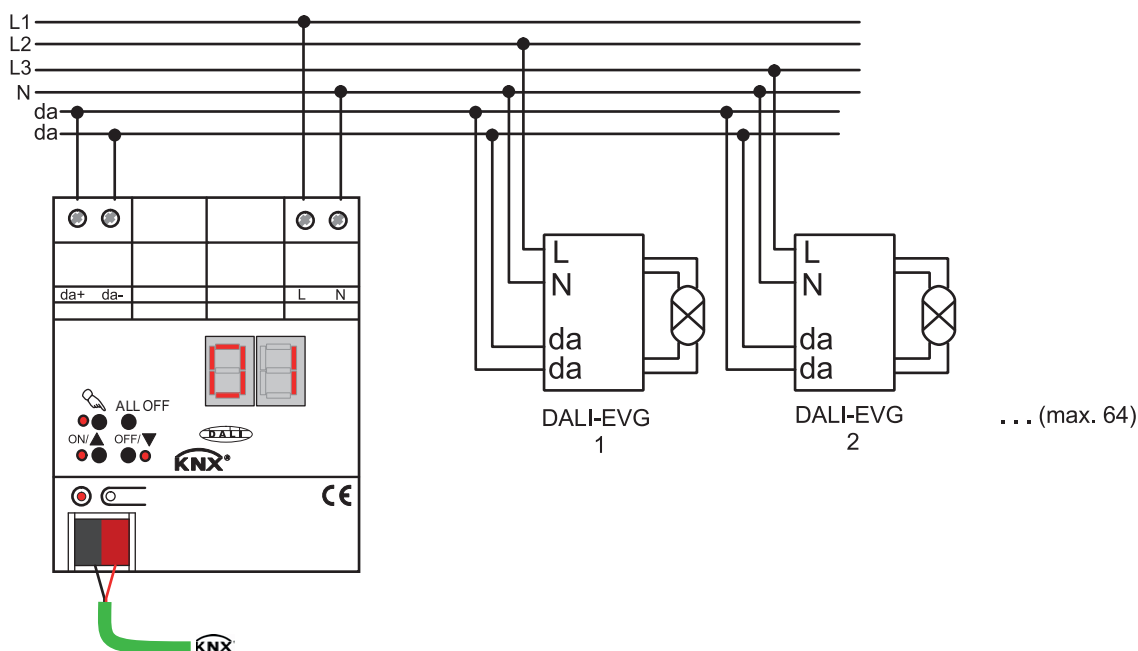 L1
L2
L3
N
da
da
da+ da- L N
01
ALL OFF
ON/▲ OFF/▼
DALI
KNX®
CE
KNX
L
N
da
da
DALI-EVG
1
L
N
da
da
DALI-EVG
2
... (max. 64)